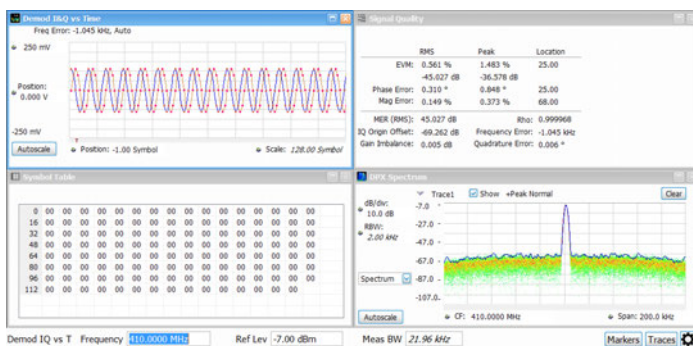 Demod I&Q vs Time
Freq Error: -1.045 kHz, Auto
250 mV
Position:
0.000 V
-250 mV
Autoscale
Position: -1.00 Symbol
Scale: 128.00 Symbol
Signal Quality
RMS Peak Location
EVM: 0.561 % 1.483 % 25.00
-45.027 dB -36.578 dB
Phase Error: 0.310 ° 0.848 ° 25.00
Mag Error: 0.149 % 0.373 % 68.00
MER (RMS): 45.027 dB Rho: 0.999968
IQ Origin Offset: -69.262 dB Frequency Error: -1.045 kHz
Gain Imbalance: 0.005 dB Quadrature Error: 0.006 °
Symbol Table
0 00 00 00 00 00 00 00 00 00 00 00 00 00 00 00 00
16 00 00 00 00 00 00 00 00 00 00 00 00 00 00 00 00
32 00 00 00 00 00 00 00 00 00 00 00 00 00 00 00 00
48 00 00 00 00 00 00 00 00 00 00 00 00 00 00 00 00
64 00 00 00 00 00 00 00 00 00 00 00 00 00 00 00 00
80 00 00 00 00 00 00 00 00 00 00 00 00 00 00 00 00
96 00 00 00 00 00 00 00 00 00 00 00 00 00 00 00 00
112 00 00 00 00 00 00 00 00 00 00 00 00 00 00 00
DPX Spectrum
Trace1 Show +Peak Normal Clear
dB/div:
10.0 dB
RBW:
2.00 kHz
-7.0
-27.0
-47.0
-67.0
-87.0
-107.0
Spectrum
Autoscale
CF: 410.0000 MHz
Span: 200.0 kHz
Demod IQ vs T Frequency 410.0000 MHz Ref Lev -7.00 dBm Meas BW 21.96 kHz Markers Traces